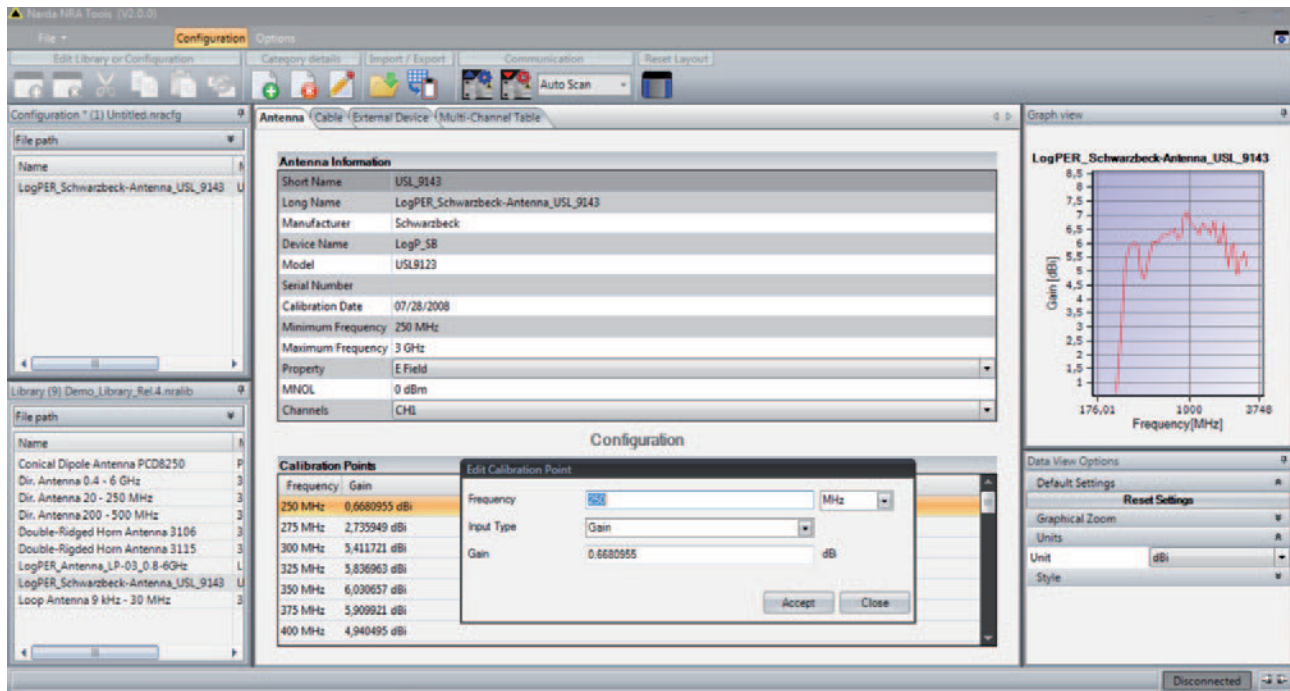 Narda NRA Tools (V2.0.0)
File
Configuration
Options
Edit Library or Configuration
Category details
Import / Export
Communication
Reset Layout
Auto Scan
Configuration * (1) Untitled.nracfg
File path
Name
LogPER_Schwarzbeck-Antenna_USL_9143 U
Library (9) Demo_Library_Rel.4.nralib
File path
Name
Conical Dipole Antenna PCD8250 P
Dir. Antenna 0.4 - 6 GHz 3
Dir. Antenna 20 - 250 MHz 3
Dir. Antenna 200 - 500 MHz 3
Double-Ridged Horn Antenna 3106 3
Double-Rigded Horn Antenna 3115 3
LogPER_Antenna_LP-03_0.8-6GHz L
LogPER_Schwarzbeck-Antenna_USL_9143 U
Loop Antenna 9 kHz - 30 MHz 3
Antenna
Cable
External Device
Multi-Channel Table
Antenna Information
Short Name USL_9143
Long Name LogPER_Schwarzbeck-Antenna_USL_9143
Manufacturer Schwarzbeck
Device Name LogP_SB
Model USL9123
Serial Number
Calibration Date 07/28/2008
Minimum Frequency 250 MHz
Maximum Frequency 3 GHz
Property E Field
MNOL 0 dBm
Channels CH1
Configuration
Calibration Points
Frequency Gain
250 MHz 0,6680955 dBi
275 MHz 2,735949 dBi
300 MHz 5,411721 dBi
325 MHz 5,836963 dBi
350 MHz 6,030657 dBi
375 MHz 5,909921 dBi
400 MHz 4,940495 dBi
Edit Calibration Point
Frequency 250 MHz
Input Type Gain
Gain 0.6680955 dB
Accept
Close
Graph view
LogPER_Schwarzbeck-Antenna_USL_9143
8,5
8
7,5
7
6,5
6
5,5
5
4,5
4
3,5
3
2,5
2
1,5
1
Gain [dBi]
176,01 1000 3748
Frequency[MHz]
Data View Options
Default Settings
Reset Settings
Graphical Zoom
Units
Unit dBi
Style
Disconnected